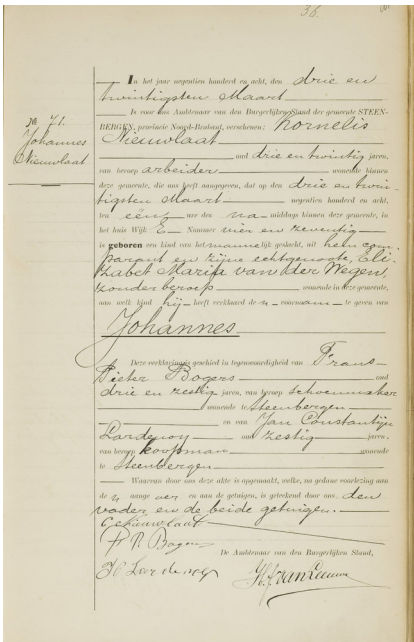 36.
In het jaar negentien honderd en acht, den drie en
twintigsten Maart
Is voor ons Ambtenaar van den Burgerlijken Stand der gemeente STEEN-
BERGEN, provincie Noord-Brabant, verschenen: Kornelis
No 71.
Johannes
Nieuwlaat
Nieuwlaat
oud drie en twintig jaren,
van beroep arbeider wonende binnen
deze gemeente, die ons heeft aangegeven, dat op den drie en twin-
tigsten Maart negentien honderd en acht,
ten één ure des na-middags binnen deze gemeente, in
het huis Wijk E Nummer vier en zeventig
is geboren een kind van het mannelijk geslacht, uit hem com-
parant en zijne echtgenoote, Eli-
zabet Maria van der Wegen,
zonder beroep wonende in deze gemeente,
aan welk kind hij heeft verklaard de-n voornaam te geven van
Johannes
Deze verklaring is geschied in tegenwoordigheid van Frans
Pieter Bogers oud
drie en zestig jaren, van beroep schoenmaker
wonende te Steenbergen
en van Jan Constantijn
Lardenoy oud zestig jaren,
van beroep koopman wonende
te Steenbergen
Waarvan door ons deze akte is opgemaakt, welke, na gedane voorlezing aan
de-n aangever en aan de getuigen, is geteekend door ons, den
vader en de beide getuigen.
C Nieuwlaat
Fr P. Bogers
De Ambtenaar van den Burgerlijken Stand,
JC Lardenoy